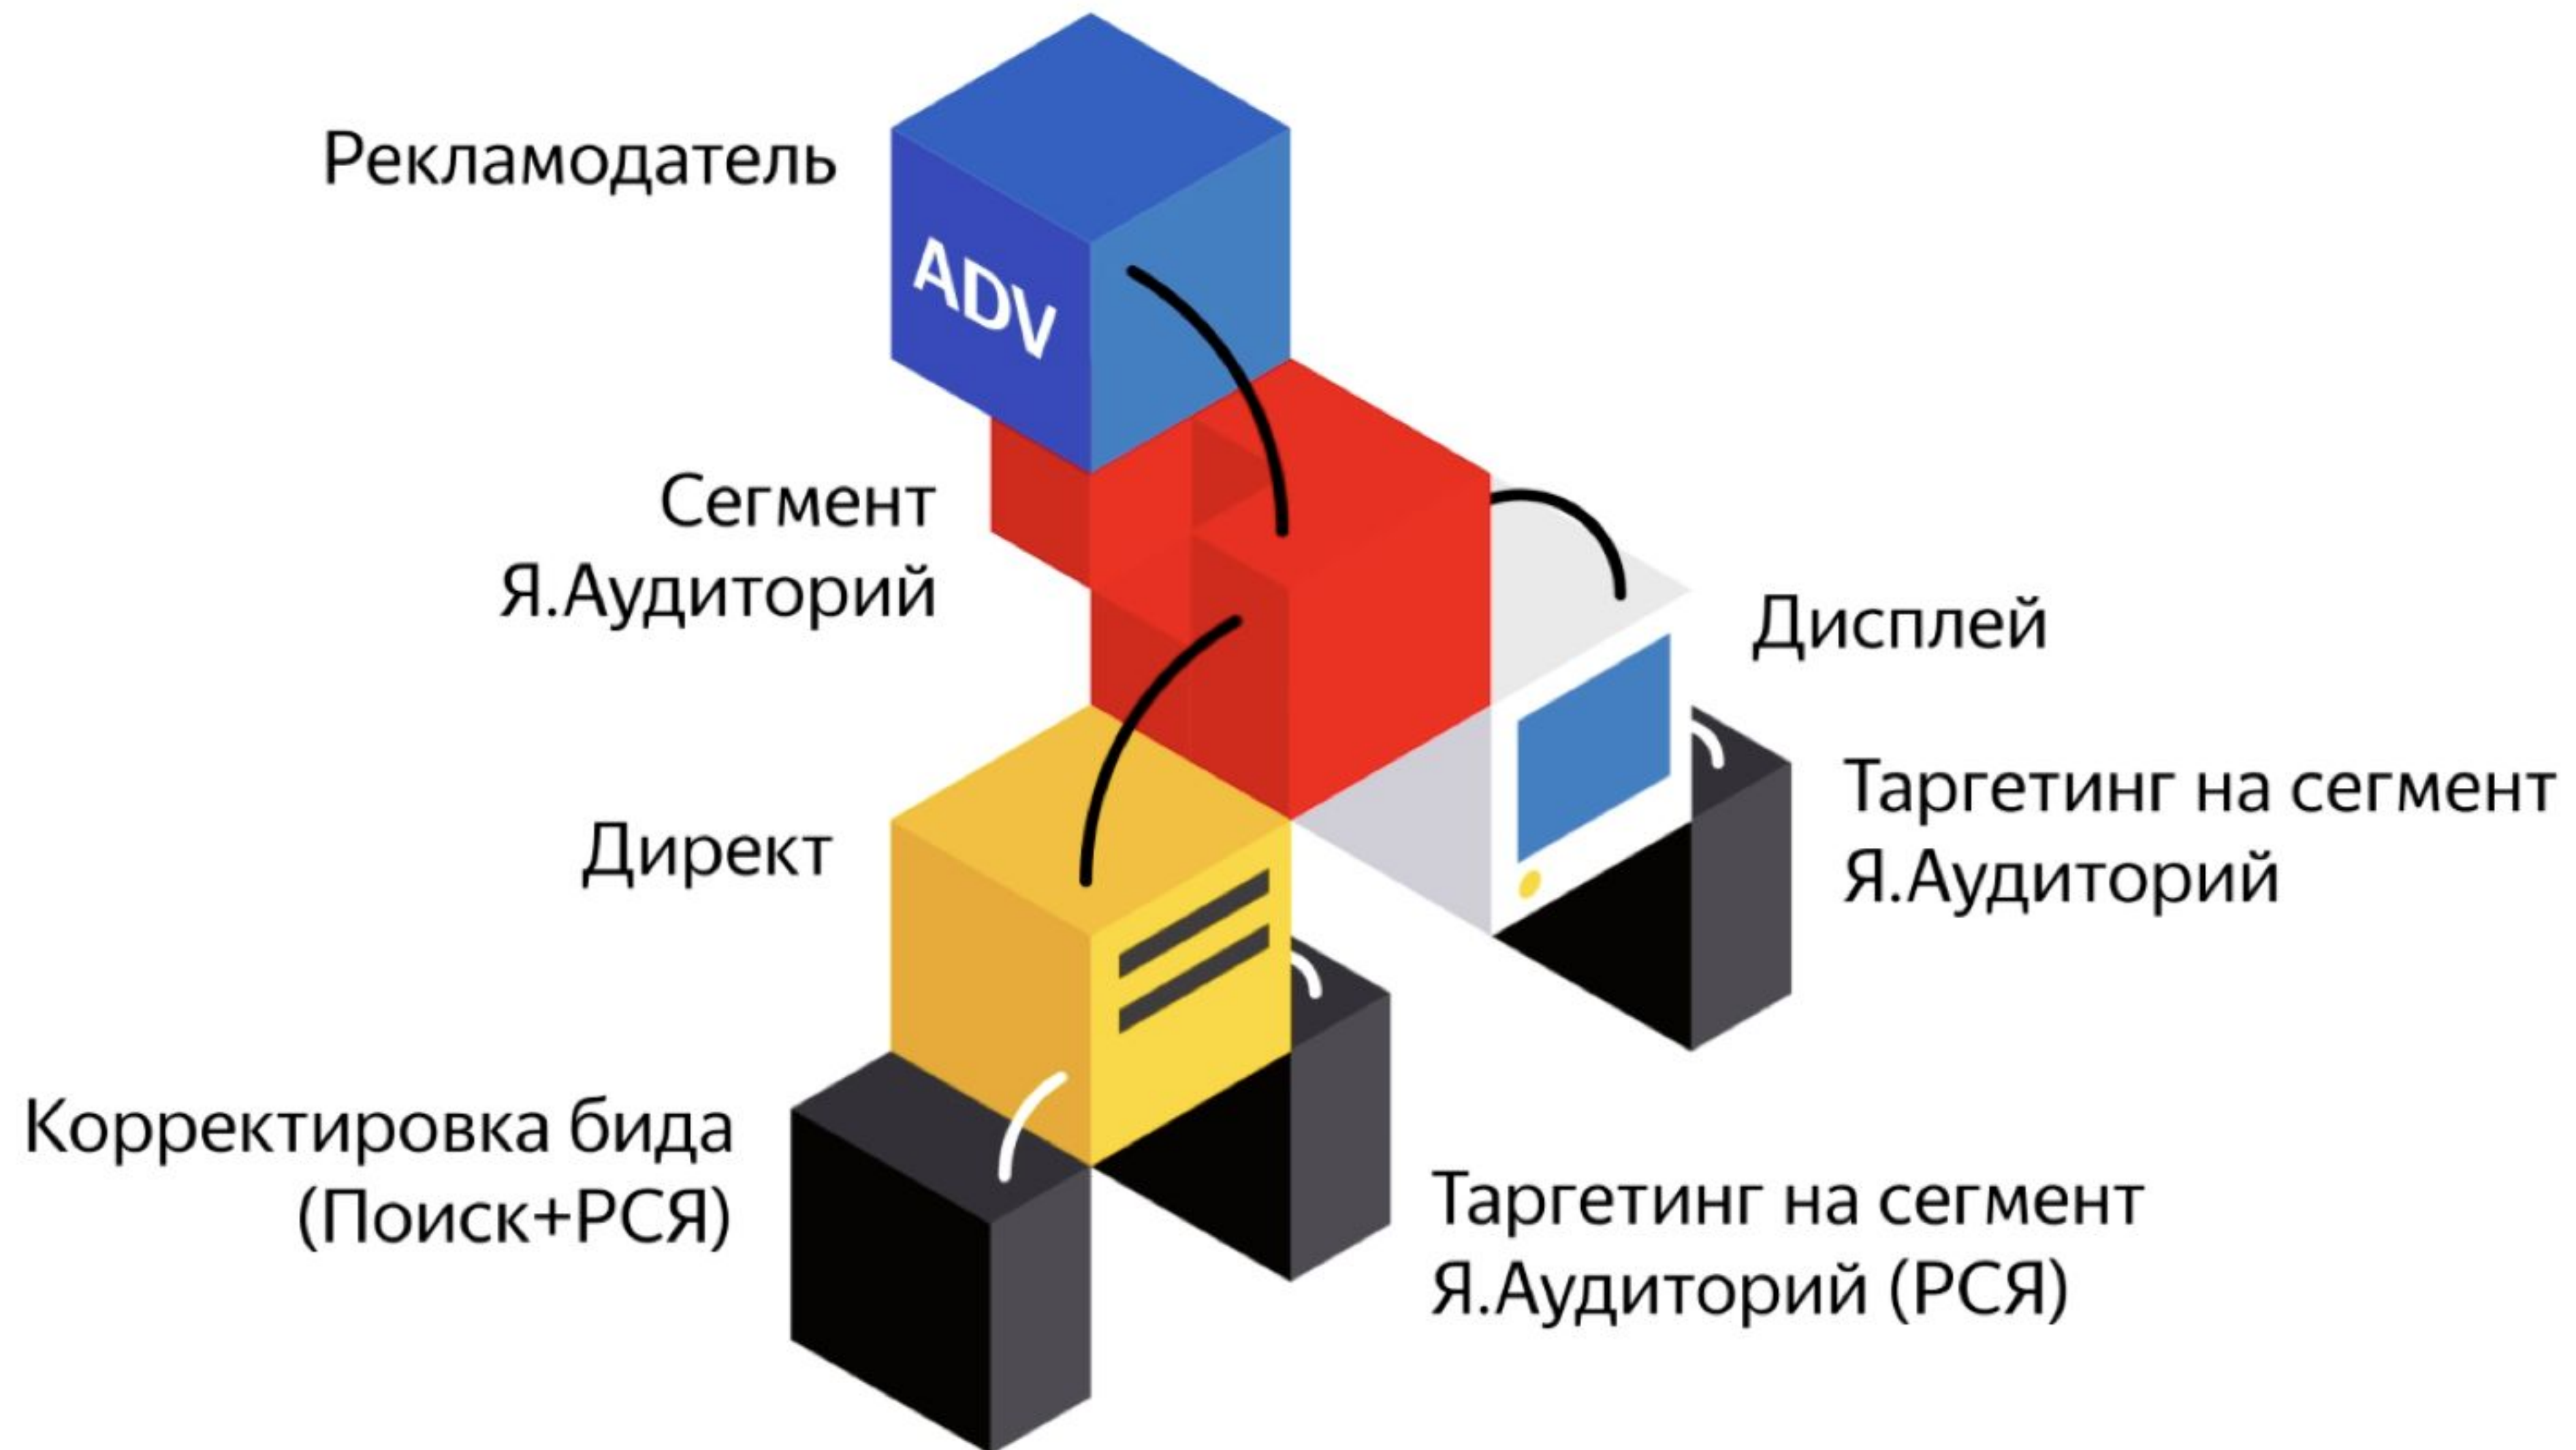 Рекламодатель
ADV
Сегмент
Я.Аудиторий
Дисплей
Таргетинг на сегмент
Я.Аудиторий
Директ
Корректировка бида
(Поиск+РСЯ)
Таргетинг на сегмент
Я.Аудиторий (РСЯ)